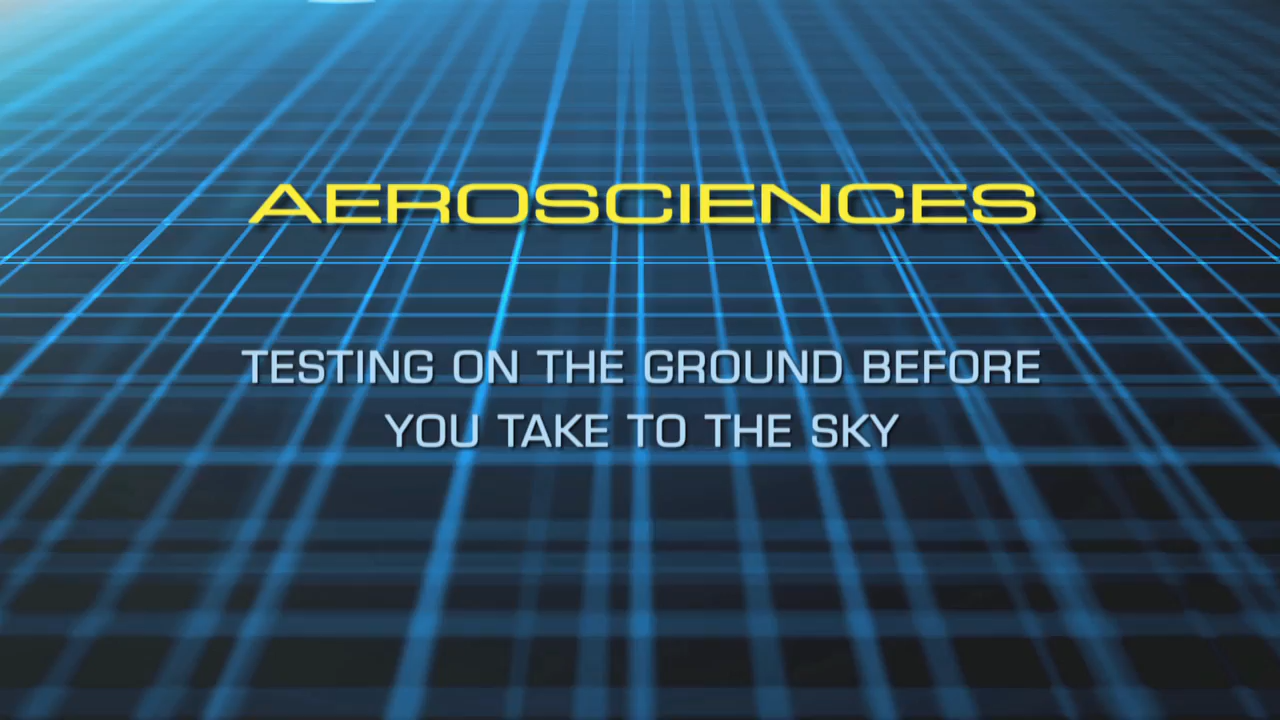 AEROSCIENCES
TESTING ON THE GROUND BEFORE
YOU TAKE TO THE SKY